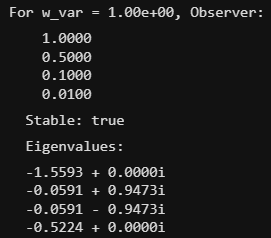 For w_var = 1.00e+00, Observer:
1.0000
0.5000
0.1000
0.0100
Stable: true
Eigenvalues:
-1.5593 + 0.0000i
-0.0591 + 0.9473i
-0.0591 - 0.9473i
-0.5224 + 0.0000i